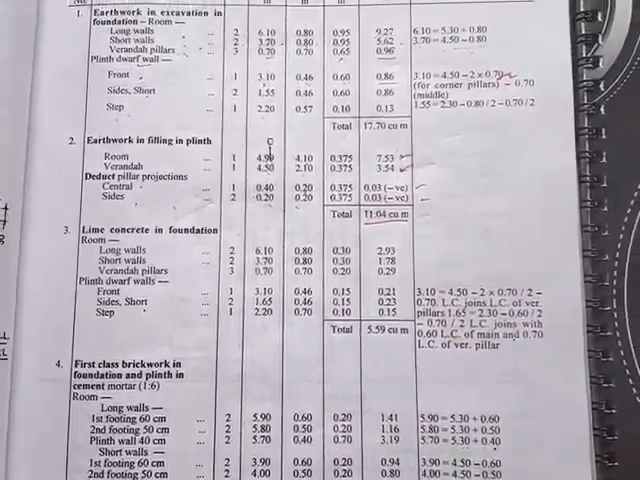 No. m m m
1. Earthwork in excavation in
foundation – Room —
Long walls ... 2 6.10 0.80 0.95 9.27 6.10 = 5.30 + 0.80
Short walls ... 2 3.70 0.80 0.95 5.62 3.70 = 4.50 – 0.80
Verandah pillars ... 3 0.70 0.70 0.65 0.96
Plinth dwarf wall —
Front ... 1 3.10 0.46 0.60 0.86 3.10 = 4.50 – 2 × 0.70
(for corner pillars) – 0.70
Sides, Short ... 2 1.55 0.46 0.60 0.86 (middle)
1.55 = 2.30 – 0.80 / 2 – 0.70 / 2
Step ... 1 2.20 0.57 0.10 0.13
Total 17.70 cu m
2. Earthwork in filling in plinth
Room ... 1 4.90 4.10 0.375 7.53
Verandah ... 1 4.50 2.10 0.375 3.54
Deduct pillar projections
Central ... 1 0.40 0.20 0.375 0.03 (– ve)
Sides ... 2 0.20 0.20 0.375 0.03 (– ve)
Total 11.04 cu m
3. Lime concrete in foundation
Room —
Long walls ... 2 6.10 0.80 0.30 2.93
Short walls ... 2 3.70 0.80 0.30 1.78
Verandah pillars ... 3 0.70 0.70 0.20 0.29
Plinth dwarf walls —
Front ... 1 3.10 0.46 0.15 0.21 3.10 = 4.50 – 2 × 0.70 / 2 –
Sides, Short ... 2 1.65 0.46 0.15 0.23 0.70. L.C. joins L.C. of ver.
Step ... 1 2.20 0.70 0.10 0.15 pillars 1.65 = 2.30 – 0.60 / 2
– 0.70 / 2 L.C. joins with
Total 5.59 cu m 0.60 L.C. of main and 0.70
L.C. of ver. pillar
4. First class brickwork in
foundation and plinth in
cement mortar (1:6)
Room —
Long walls —
1st footing 60 cm ... 2 5.90 0.60 0.20 1.41 5.90 = 5.30 + 0.60
2nd footing 50 cm ... 2 5.80 0.50 0.20 1.16 5.80 = 5.30 + 0.50
Plinth wall 40 cm ... 2 5.70 0.40 0.70 3.19 5.70 = 5.30 + 0.40
Short walls —
1st footing 60 cm ... 2 3.90 0.60 0.20 0.94 3.90 = 4.50 – 0.60
2nd footing 50 cm ... 2 4.00 0.50 0.20 0.80 4.00 = 4.50 – 0.50